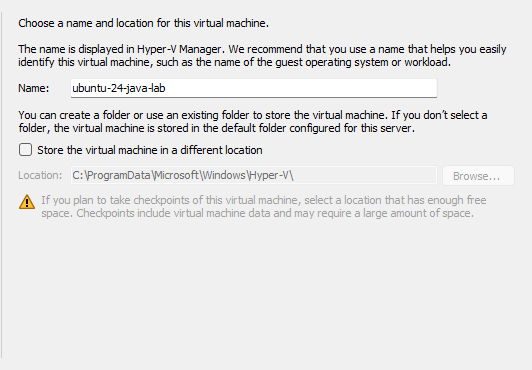 Choose a name and location for this virtual machine.
The name is displayed in Hyper-V Manager. We recommend that you use a name that helps you easily
identify this virtual machine, such as the name of the guest operating system or workload.
Name: ubuntu-24-java-lab
You can create a folder or use an existing folder to store the virtual machine. If you don't select a
folder, the virtual machine is stored in the default folder configured for this server.
Store the virtual machine in a different location
Location: C:\ProgramData\Microsoft\Windows\Hyper-V\ Browse...
If you plan to take checkpoints of this virtual machine, select a location that has enough free
space. Checkpoints include virtual machine data and may require a large amount of space.